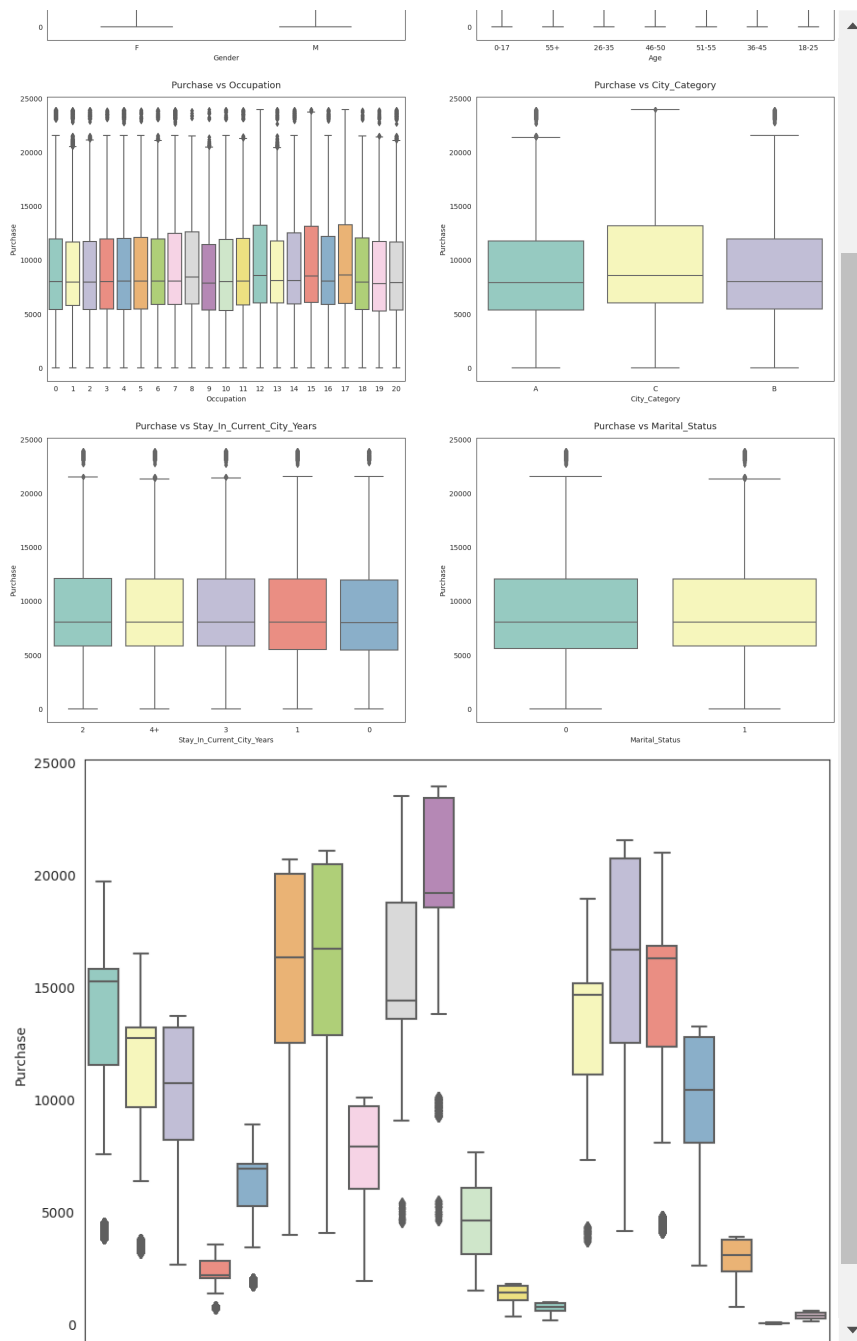 0
F M
Gender
0
0-17 55+ 26-35 46-50 51-55 36-45 18-25
Age
Purchase vs Occupation
25000
20000
15000
10000
5000
0
Purchase
0 1 2 3 4 5 6 7 8 9 10 11 12 13 14 15 16 17 18 19 20
Occupation
Purchase vs City_Category
25000
20000
15000
10000
5000
0
Purchase
A C B
City_Category
Purchase vs Stay_In_Current_City_Years
25000
20000
15000
10000
5000
0
Purchase
2 4+ 3 1 0
Stay_In_Current_City_Years
Purchase vs Marital_Status
25000
20000
15000
10000
5000
0
Purchase
0 1
Marital_Status
25000
20000
15000
10000
5000
0
Purchase